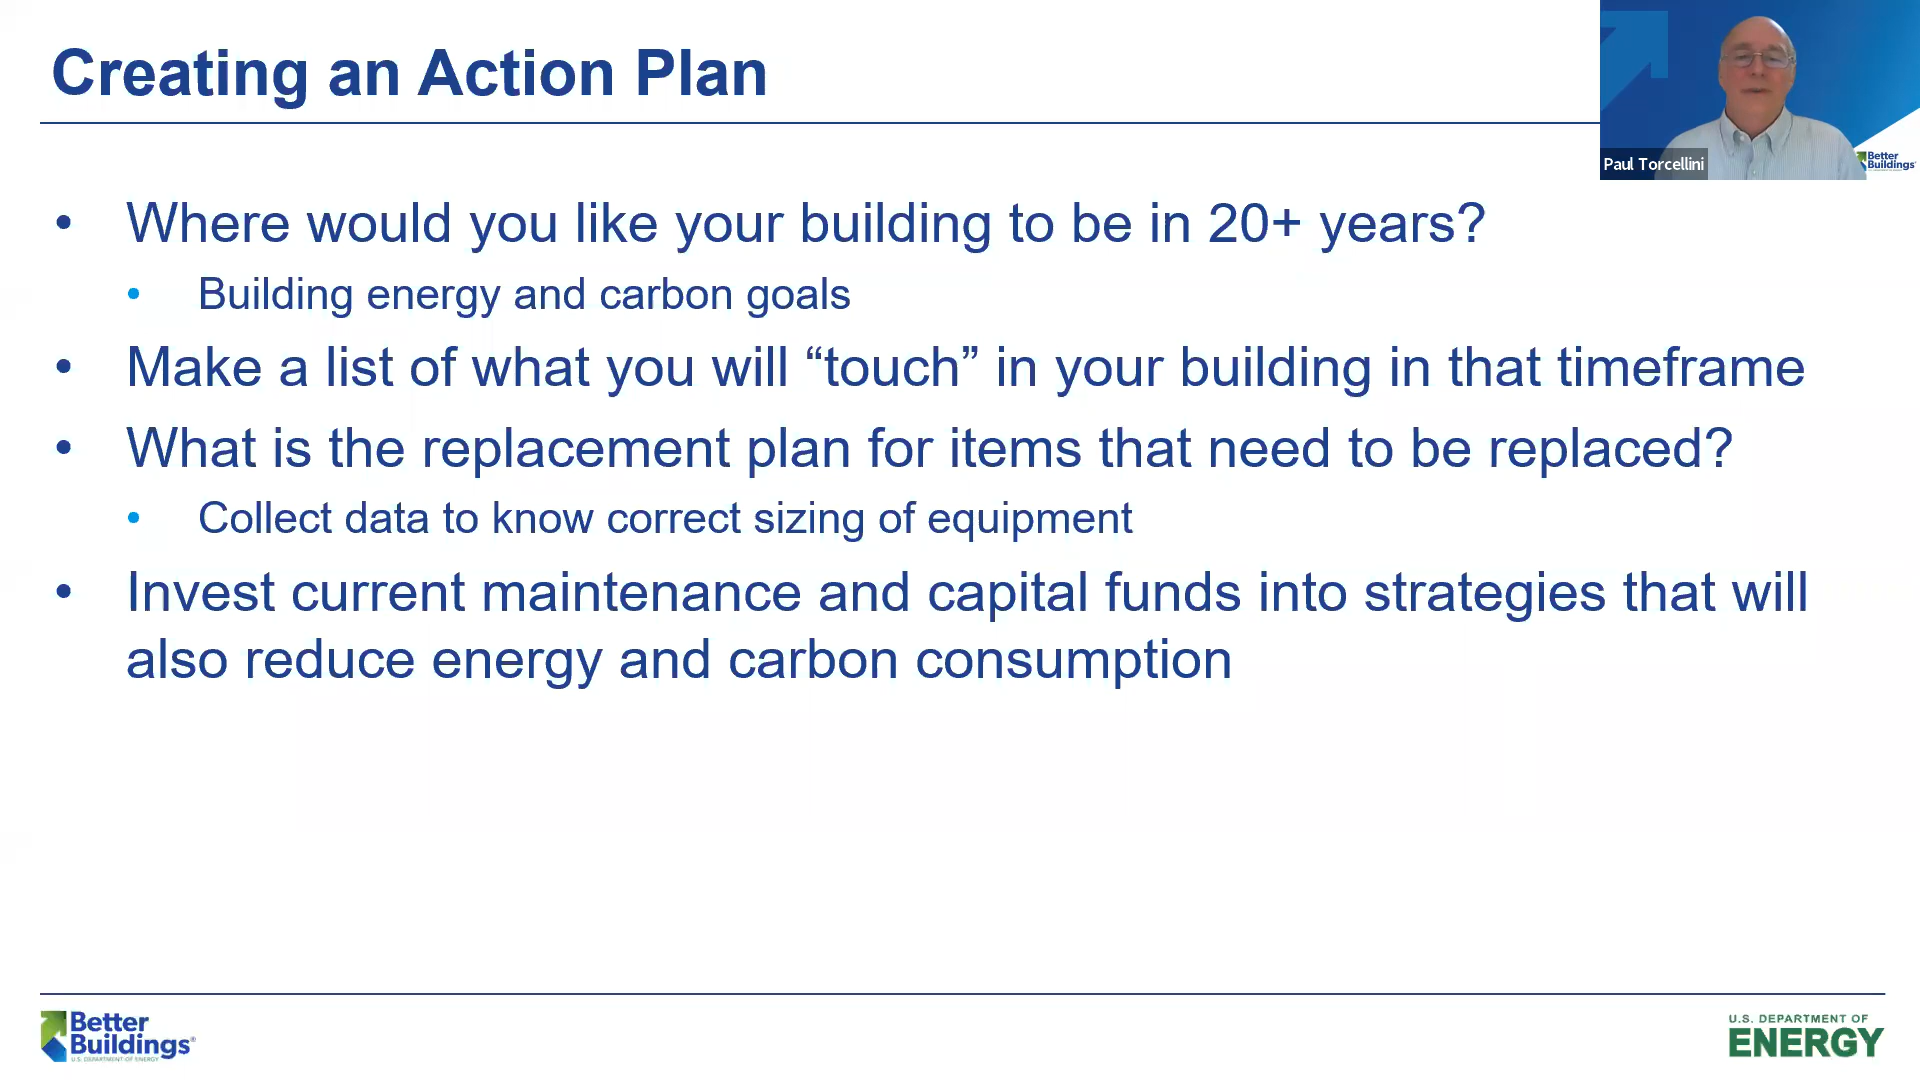 Creating an Action Plan
Paul Torcellini
Better
Buildings
• Where would you like your building to be in 20+ years?
• Building energy and carbon goals
• Make a list of what you will “touch” in your building in that timeframe
• What is the replacement plan for items that need to be replaced?
• Collect data to know correct sizing of equipment
• Invest current maintenance and capital funds into strategies that will
also reduce energy and carbon consumption
Better
Buildings®
U.S. DEPARTMENT OF ENERGY
U.S. DEPARTMENT OF
ENERGY